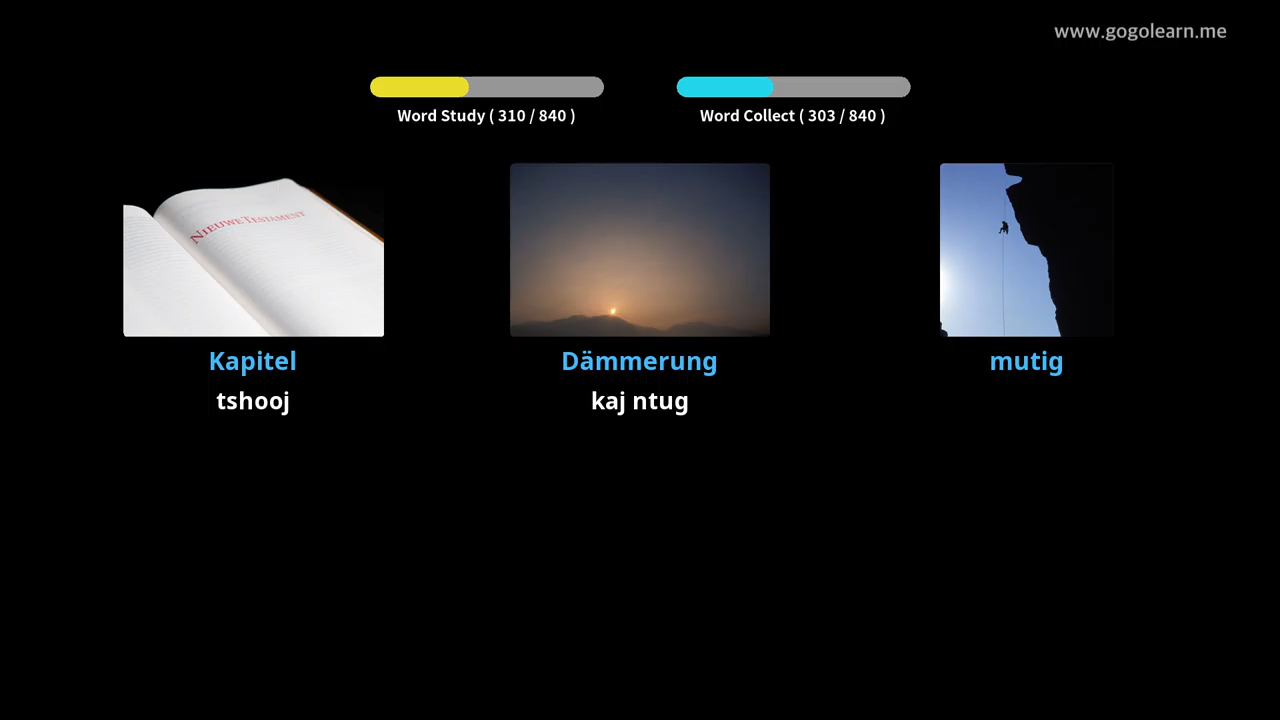 www.gogolearn.me
Word Study ( 310 / 840 )
Word Collect ( 303 / 840 )
NIEUWE TESTAMENT
Kapitel
Dämmerung
mutig
tshooj
kaj ntug